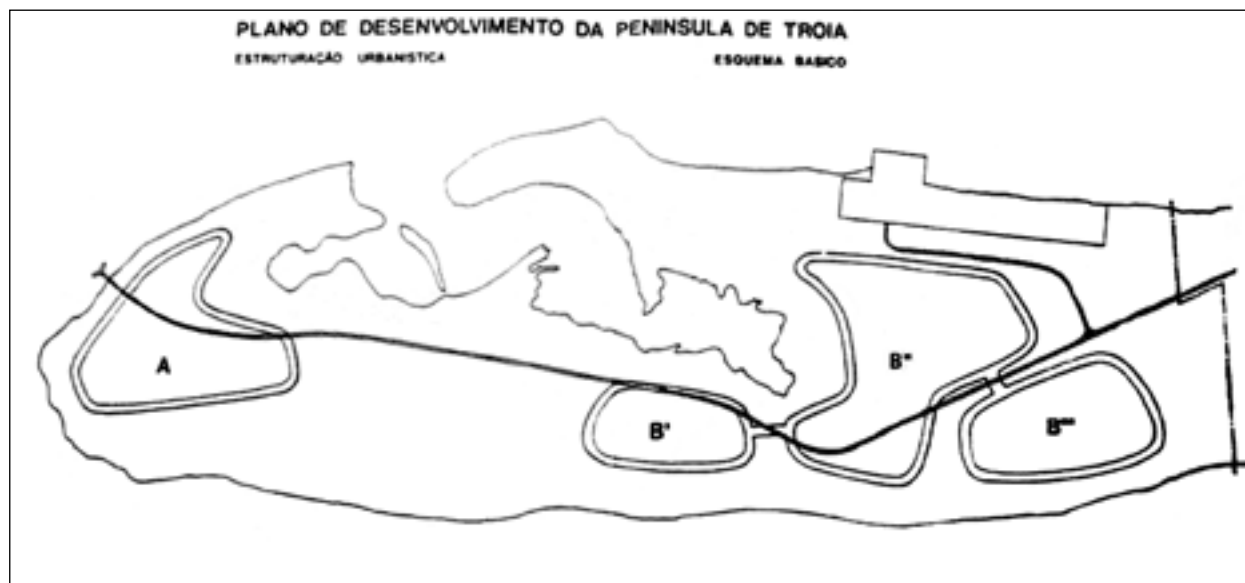 PLANO DE DESENVOLVIMENTO DA PENINSULA DE TROIA
ESTRUTURAÇÃO URBANISTICA ESQUEMA BASICO
A
B'
B"
B'"